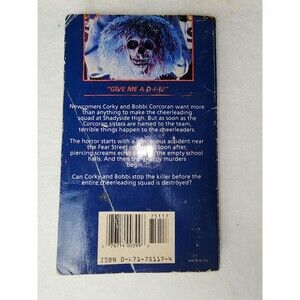 "GIVE ME A D-I-E!"
Newcomers Corky and Bobbi Corcoran want more
than anything to make the cheerleading
squad at Shadyside High. But as soon as the
Corcoran sisters are named to the team,
terrible things happen to the cheerleaders.
The horror starts with a accident near
the Fear Street soon after,
piercing screams echo the empty school
halls. And then the murders
begin
Can Corky and Bobbi stop the killer before the
entire cheerleading squad is destroyed?
75117
76714 00399
ISBN 0-671-75117-4